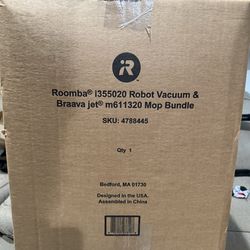 iR
Roomba® i355020 Robot Vacuum &
Braava jet® m611320 Mop Bundle
SKU: 4788445
Qty 1
Bedford, MA 01730
Designed in the USA.
Assembled in China